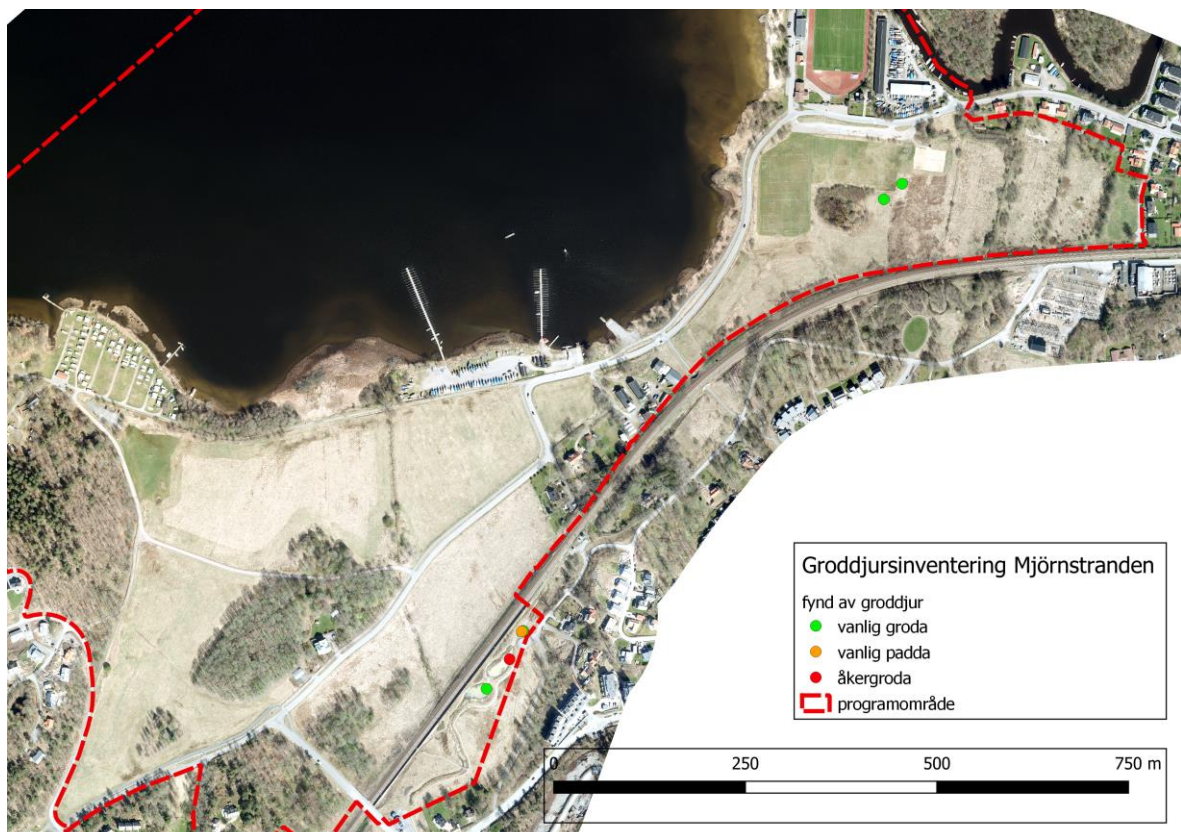 Groddjursinventering Mjörnstranden
fynd av groddjur
vanlig groda
vanlig padda
åkergroda
programområde
0 250 500 750 m